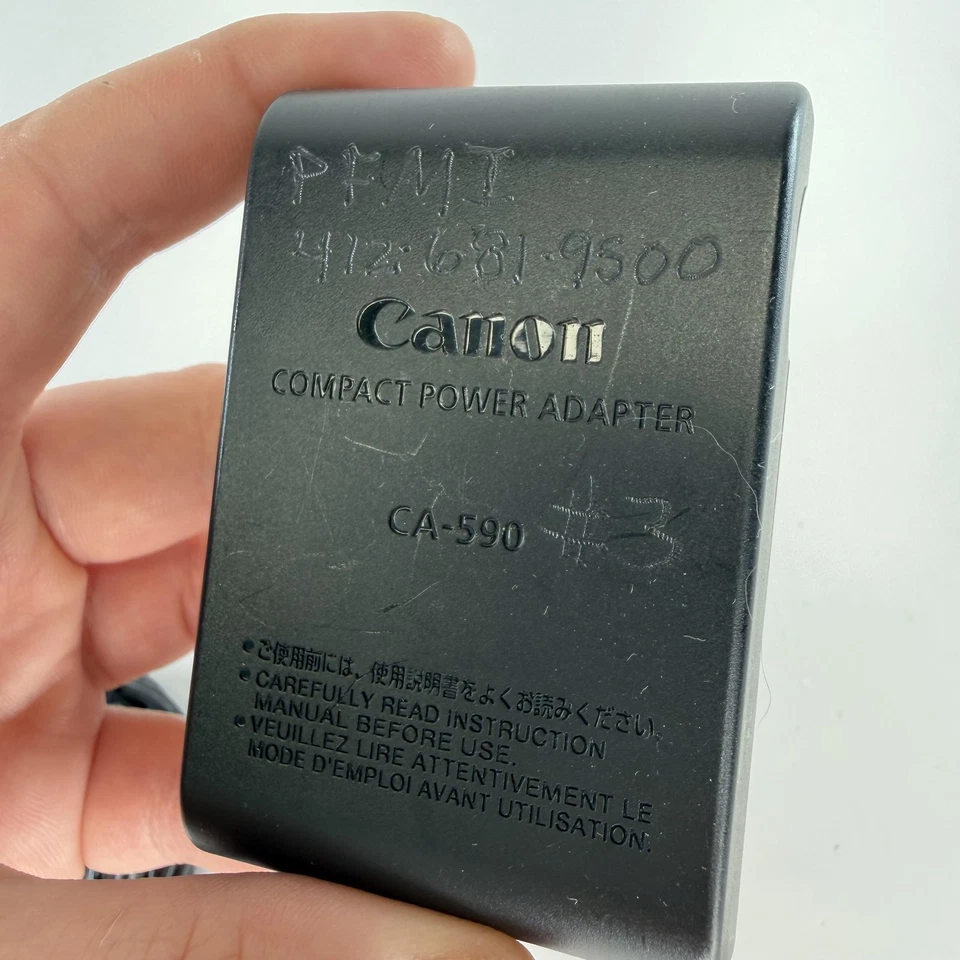 PFMI
412.681.9500
Canon
COMPACT POWER ADAPTER
CA-590 #3
• ご使用前には、使用説明書をよくお読みください。
• CAREFULLY READ INSTRUCTION
MANUAL BEFORE USE.
• VEUILLEZ LIRE ATTENTIVEMENT LE
MODE D'EMPLOI AVANT UTILISATION.